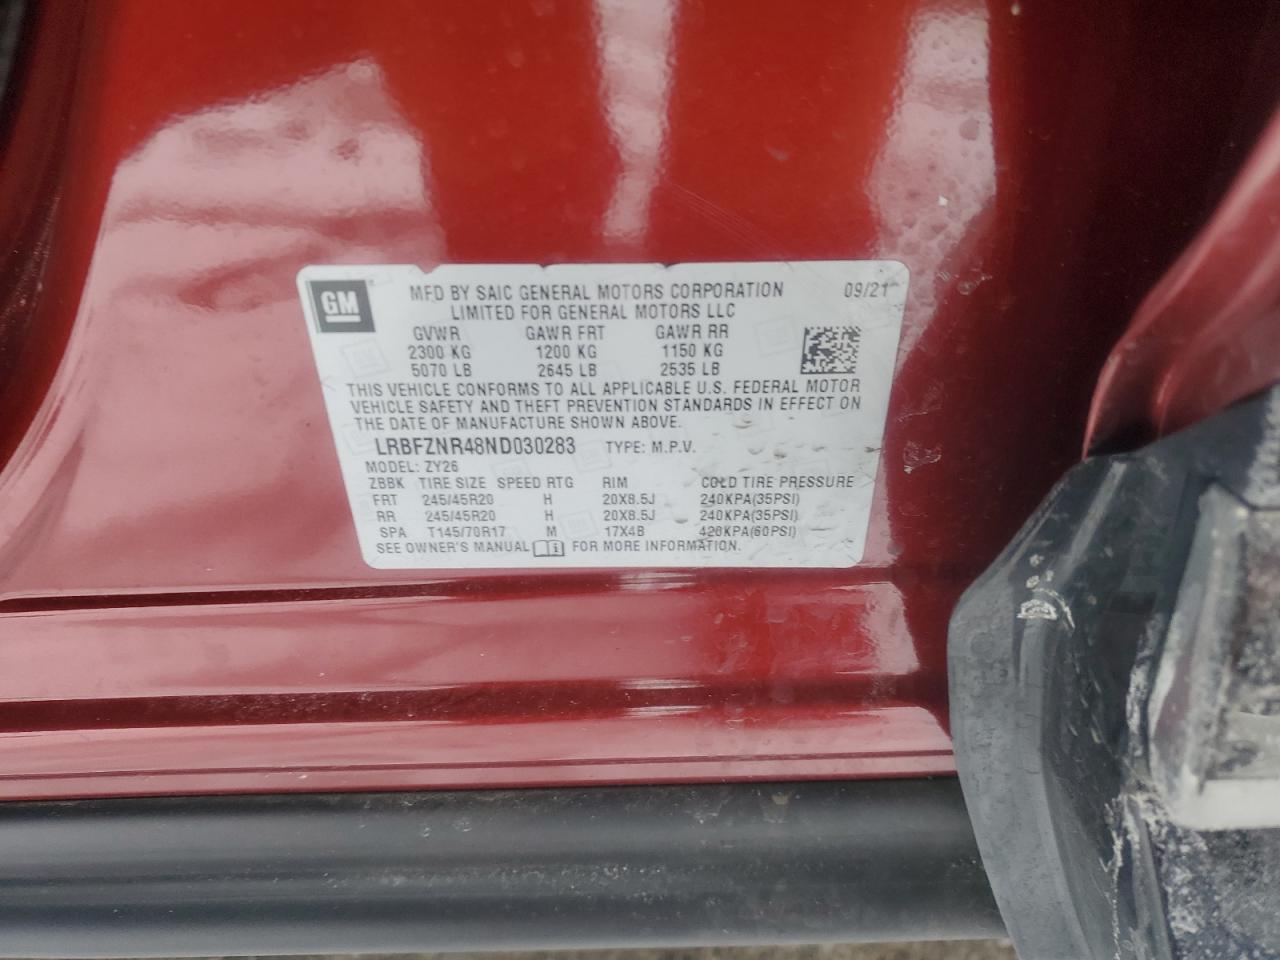 GM
MFD BY SAIC GENERAL MOTORS CORPORATION 09/21
LIMITED FOR GENERAL MOTORS LLC
GVWR GAWR FRT GAWR RR
2300 KG 1200 KG 1150 KG
5070 LB 2645 LB 2535 LB
THIS VEHICLE CONFORMS TO ALL APPLICABLE U.S. FEDERAL MOTOR
VEHICLE SAFETY AND THEFT PREVENTION STANDARDS IN EFFECT ON
THE DATE OF MANUFACTURE SHOWN ABOVE.
LRBFZNR48ND030283 TYPE: M.P.V.
MODEL: ZY26
ZBBK TIRE SIZE SPEED RTG RIM COLD TIRE PRESSURE
FRT 245/45R20 H 20X8.5J 240KPA(35PSI)
RR 245/45R20 H 20X8.5J 240KPA(35PSI)
SPA T145/70R17 M 17X4B 420KPA(60PSI)
SEE OWNER'S MANUAL FOR MORE INFORMATION.